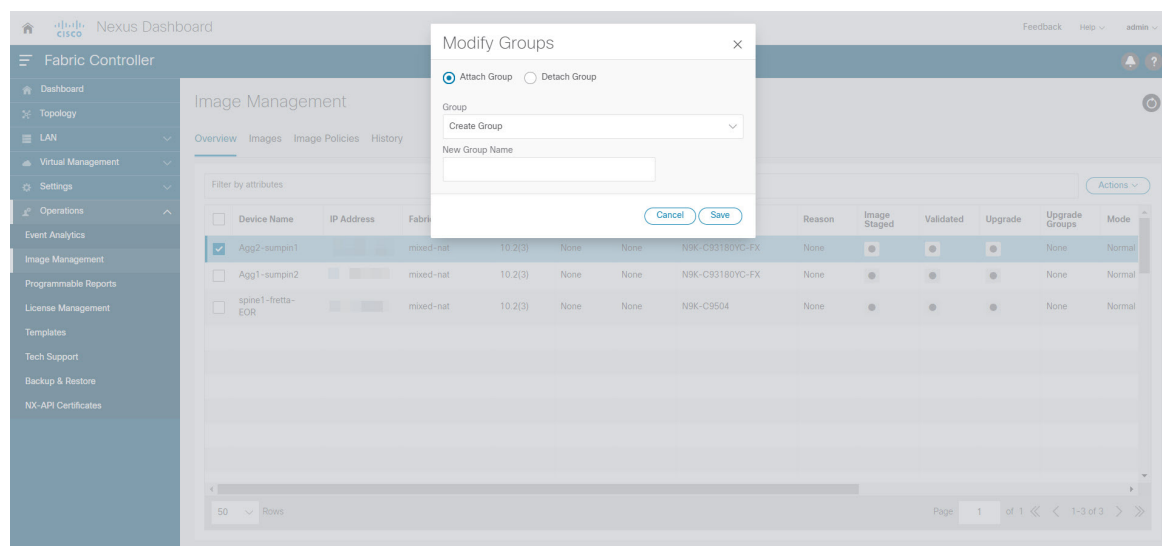 cisco Nexus Dashboard
Feedback Help admin
Fabric Controller
Modify Groups
Attach Group Detach Group
Group
Create Group
New Group Name
Cancel Save
Dashboard
Topology
LAN
Virtual Management
Settings
Operations
Event Analytics
Image Management
Programmable Reports
License Management
Templates
Tech Support
Backup & Restore
NX-API Certificates
Image Management
Overview Images Image Policies History
Filter by attributes
Actions
Device Name IP Address Fabric Reason Image Staged Validated Upgrade Upgrade Groups Mode
Agg2-sumpin1 mixed-nat 10.2(3) None None N9K-C93180YC-FX None None Normal
Agg1-sumpin2 mixed-nat 10.2(3) None None N9K-C93180YC-FX None None Normal
spine1-fretta-EOR mixed-nat 10.2(3) None None N9K-C9504 None None Normal
50 Rows
Page 1 of 1 1-3 of 3